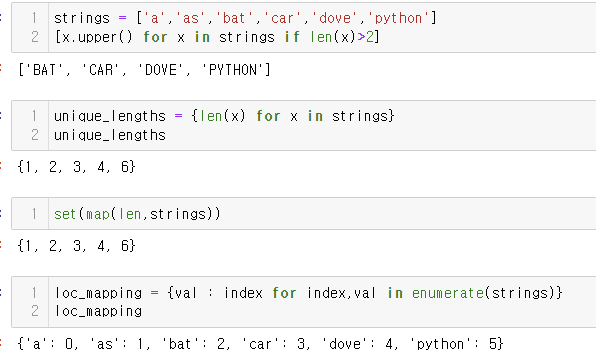 1 strings = ['a','as','bat','car','dove','python']
2 [x.upper() for x in strings if len(x)>2]
['BAT', 'CAR', 'DOVE', 'PYTHON']
1 unique_lengths = {len(x) for x in strings}
2 unique_lengths
{1, 2, 3, 4, 6}
1 set(map(len,strings))
{1, 2, 3, 4, 6}
1 loc_mapping = {val : index for index,val in enumerate(strings)}
2 loc_mapping
{'a': 0, 'as': 1, 'bat': 2, 'car': 3, 'dove': 4, 'python': 5}